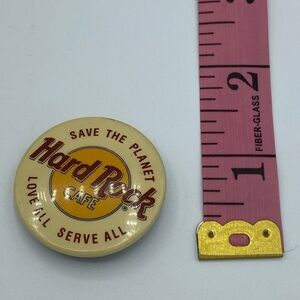 SAVE THE PLANET
Hard Rock
CAFE
®
LOVE ALL SERVE ALL
2
1
FIBER-GLASS